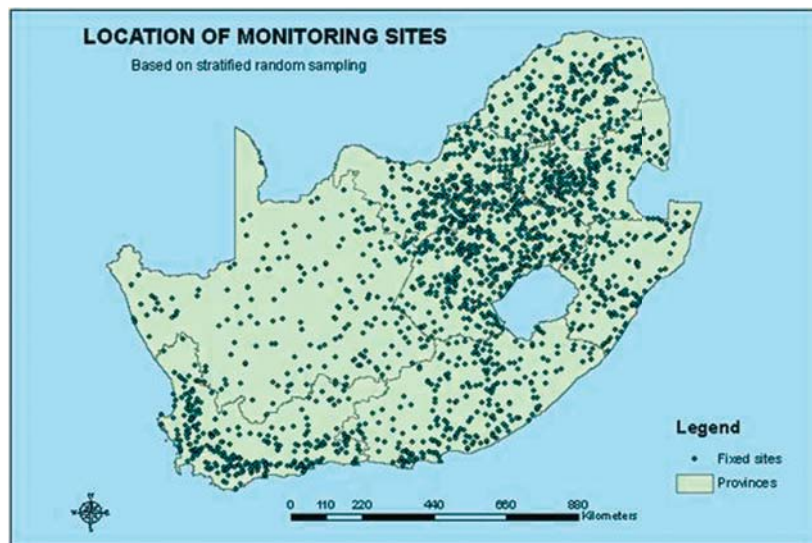 LOCATION OF MONITORING SITES
Based on stratified random sampling
Legend
Fixed sites
Provinces
0 110 220 440 660 880
Kilometers